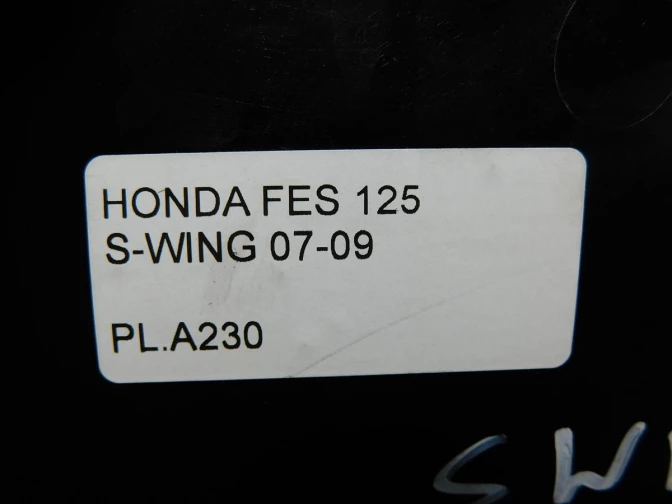 HONDA FES 125
S-WING 07-09
PL.A230